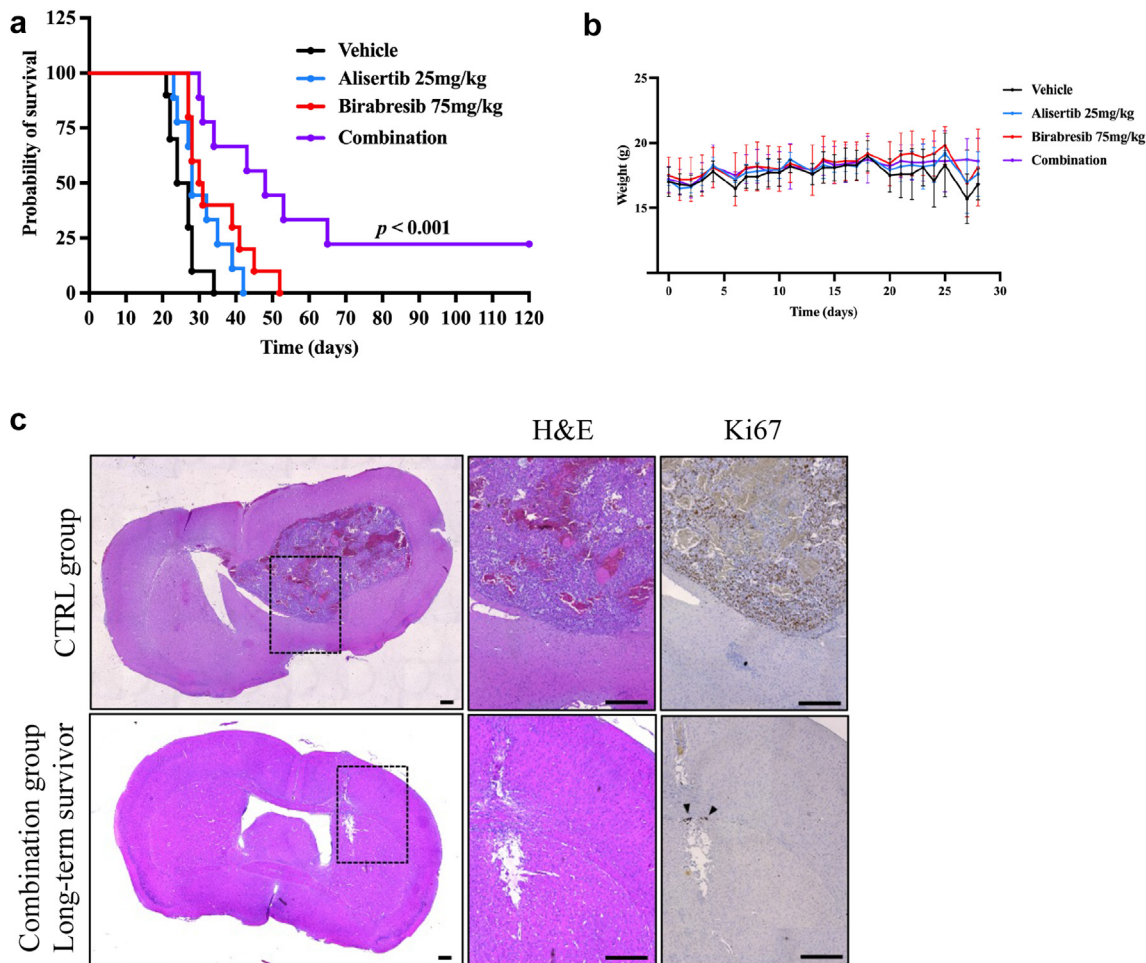 a
125
100
75
50
25
0
Probability of survival
Vehicle
Alisertib 25mg/kg
Birabresib 75mg/kg
Combination
p < 0.001
0 10 20 30 40 50 60 70 80 90 100 110 120
Time (days)
b
25
20
15
Weight (g)
Vehicle
Alisertib 25mg/kg
Birabresib 75mg/kg
Combination
0 5 10 15 20 25 30
Time (days)
c
H&E Ki67
CTRL group
Combination group
Long-term survivor